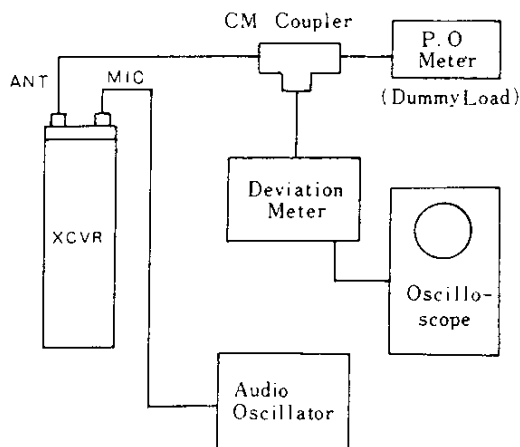 CM Coupler
P.O
Meter
(Dummy Load)
ANT
MIC
XCVR
Deviation
Meter
Oscillo-
scope
Audio
Oscillator